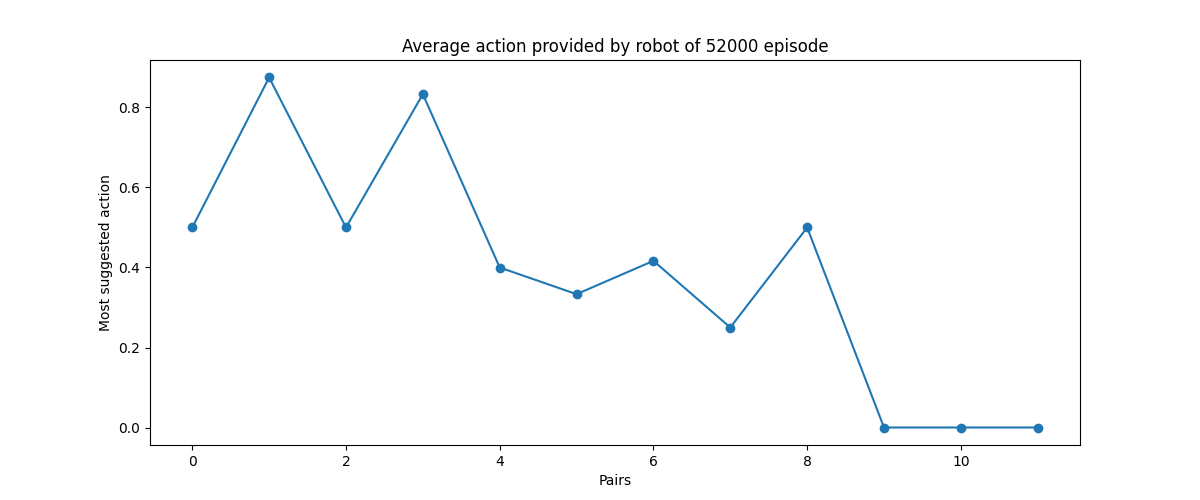 Average action provided by robot of 52000 episode
Most suggested action
0.8
0.6
0.4
0.2
0.0
0 2 4 6 8 10
Pairs